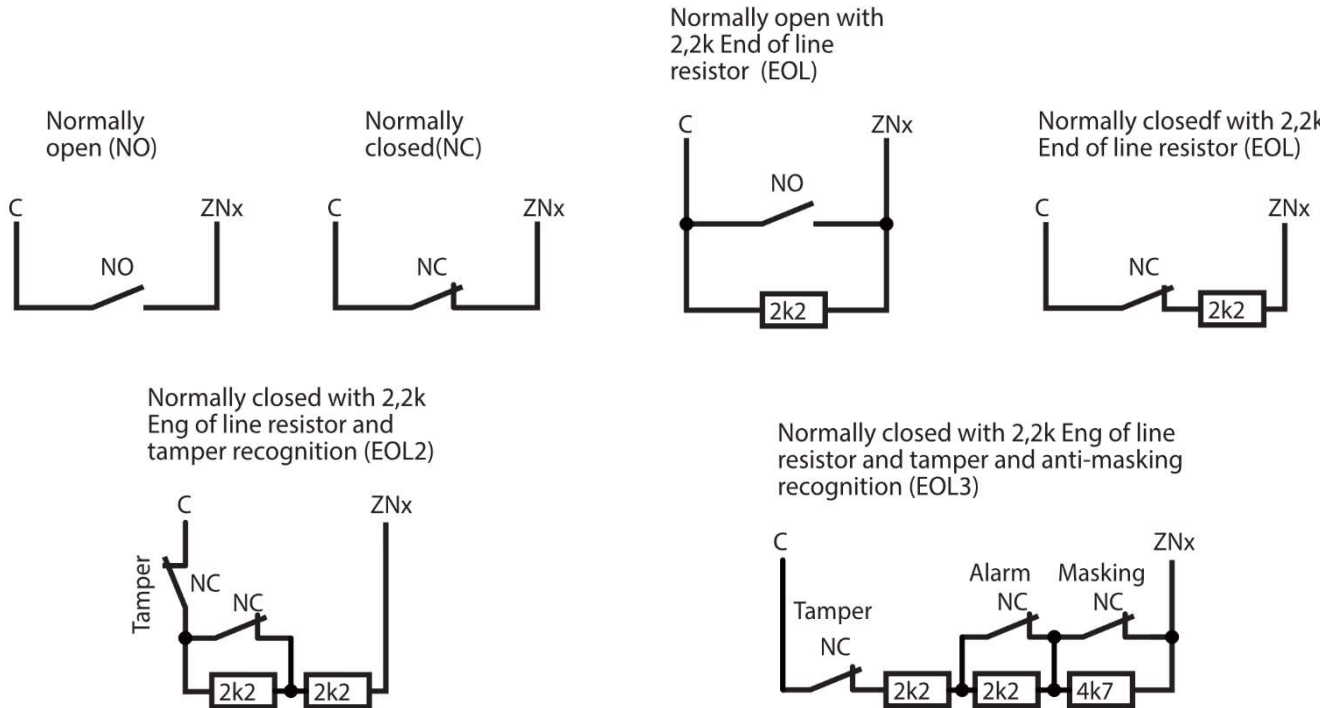 Normally
open (NO)
C
ZNx
NO
Normally
closed(NC)
C
ZNx
NC
Normally open with
2,2k End of line
resistor (EOL)
C
ZNx
NO
2k2
Normally closedf with 2,2k
End of line resistor (EOL)
C
ZNx
NC
2k2
Normally closed with 2,2k
Eng of line resistor and
tamper recognition (EOL2)
C
ZNx
Tamper
NC
NC
2k2
2k2
Normally closed with 2,2k Eng of line
resistor and tamper and anti-masking
recognition (EOL3)
C
ZNx
Alarm
Masking
NC
NC
Tamper
NC
2k2
2k2
4k7